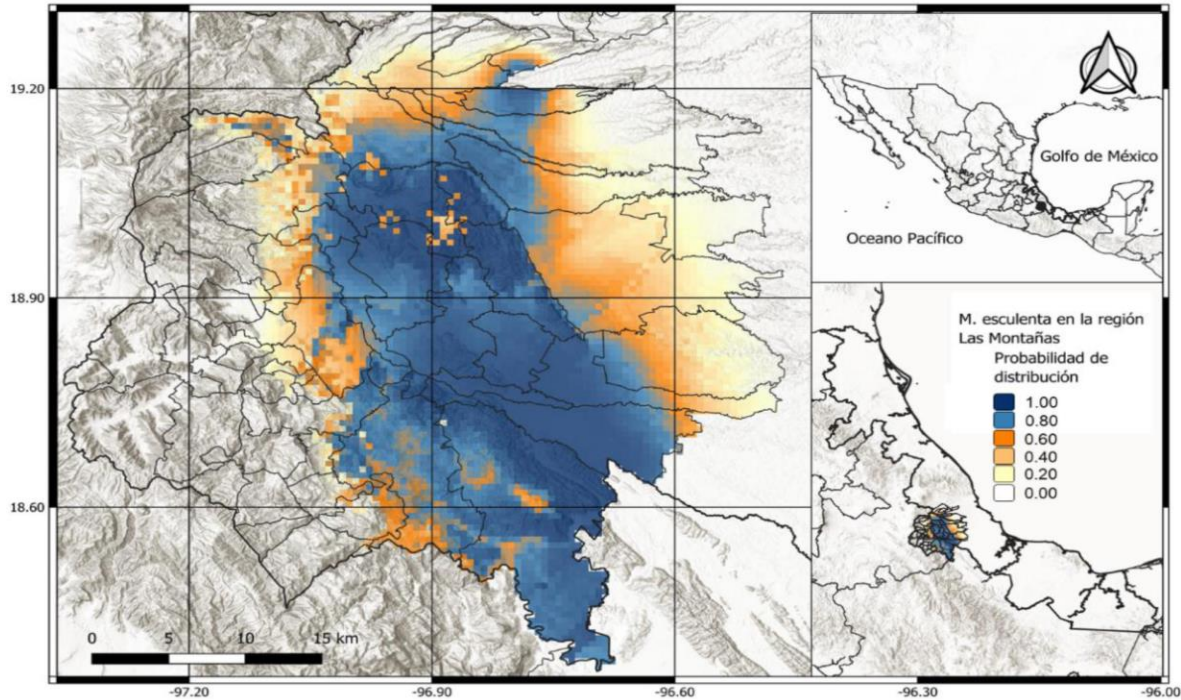 19.20
18.90
18.60
0 5 10 15 km
-97.20 -96.90 -96.60 -96.30 -96.00
Golfo de México
Oceano Pacífico
M. esculenta en la región
Las Montañas
Probabilidad de
distribución
1.00
0.80
0.60
0.40
0.20
0.00